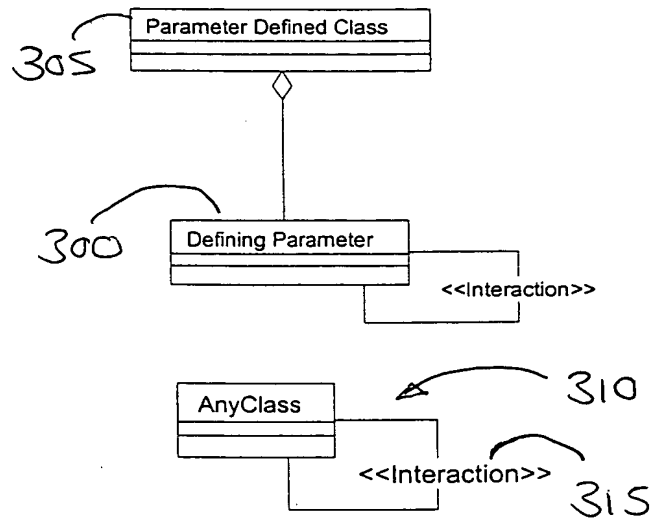 Parameter Defined Class
305
300
Defining Parameter
<<Interaction>>
310
AnyClass
<<Interaction>>
315